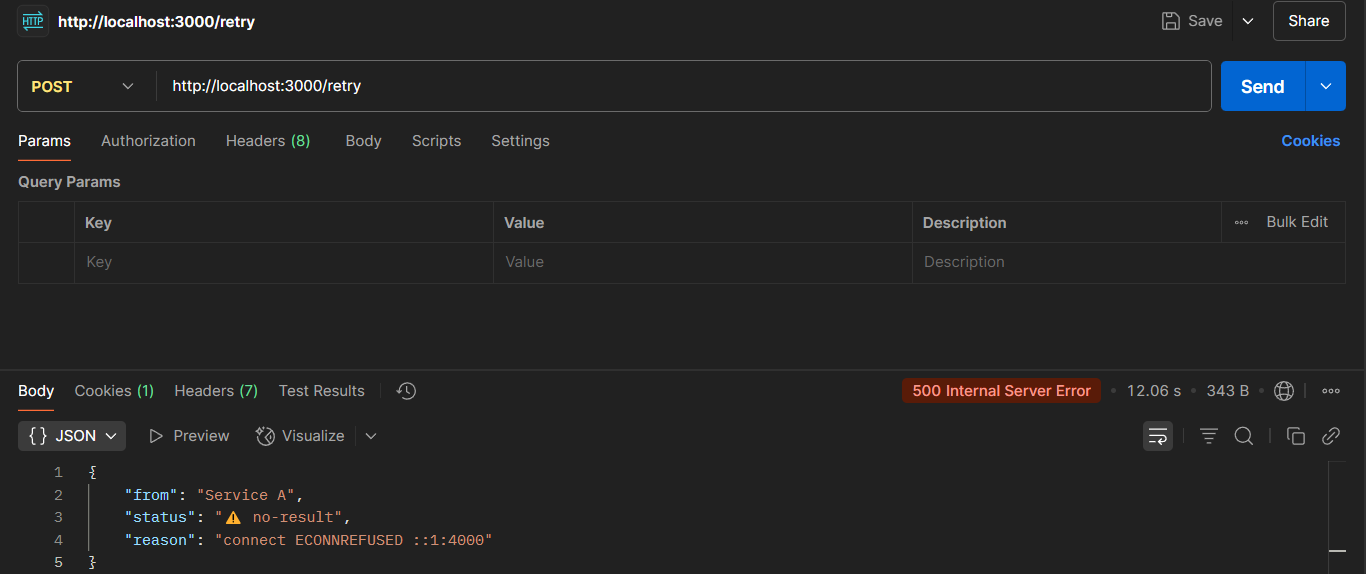 HTTP http://localhost:3000/retry Save Share
POST http://localhost:3000/retry Send
Params Authorization Headers (8) Body Scripts Settings Cookies
Query Params
Key Value Description Bulk Edit
Key Value Description
Body Cookies (1) Headers (7) Test Results 500 Internal Server Error • 12.06 s • 343 B •
{} JSON Preview Visualize
1 {
2 "from": "Service A",
3 "status": "⚠ no-result",
4 "reason": "connect ECONNREFUSED ::1:4000"
5 }